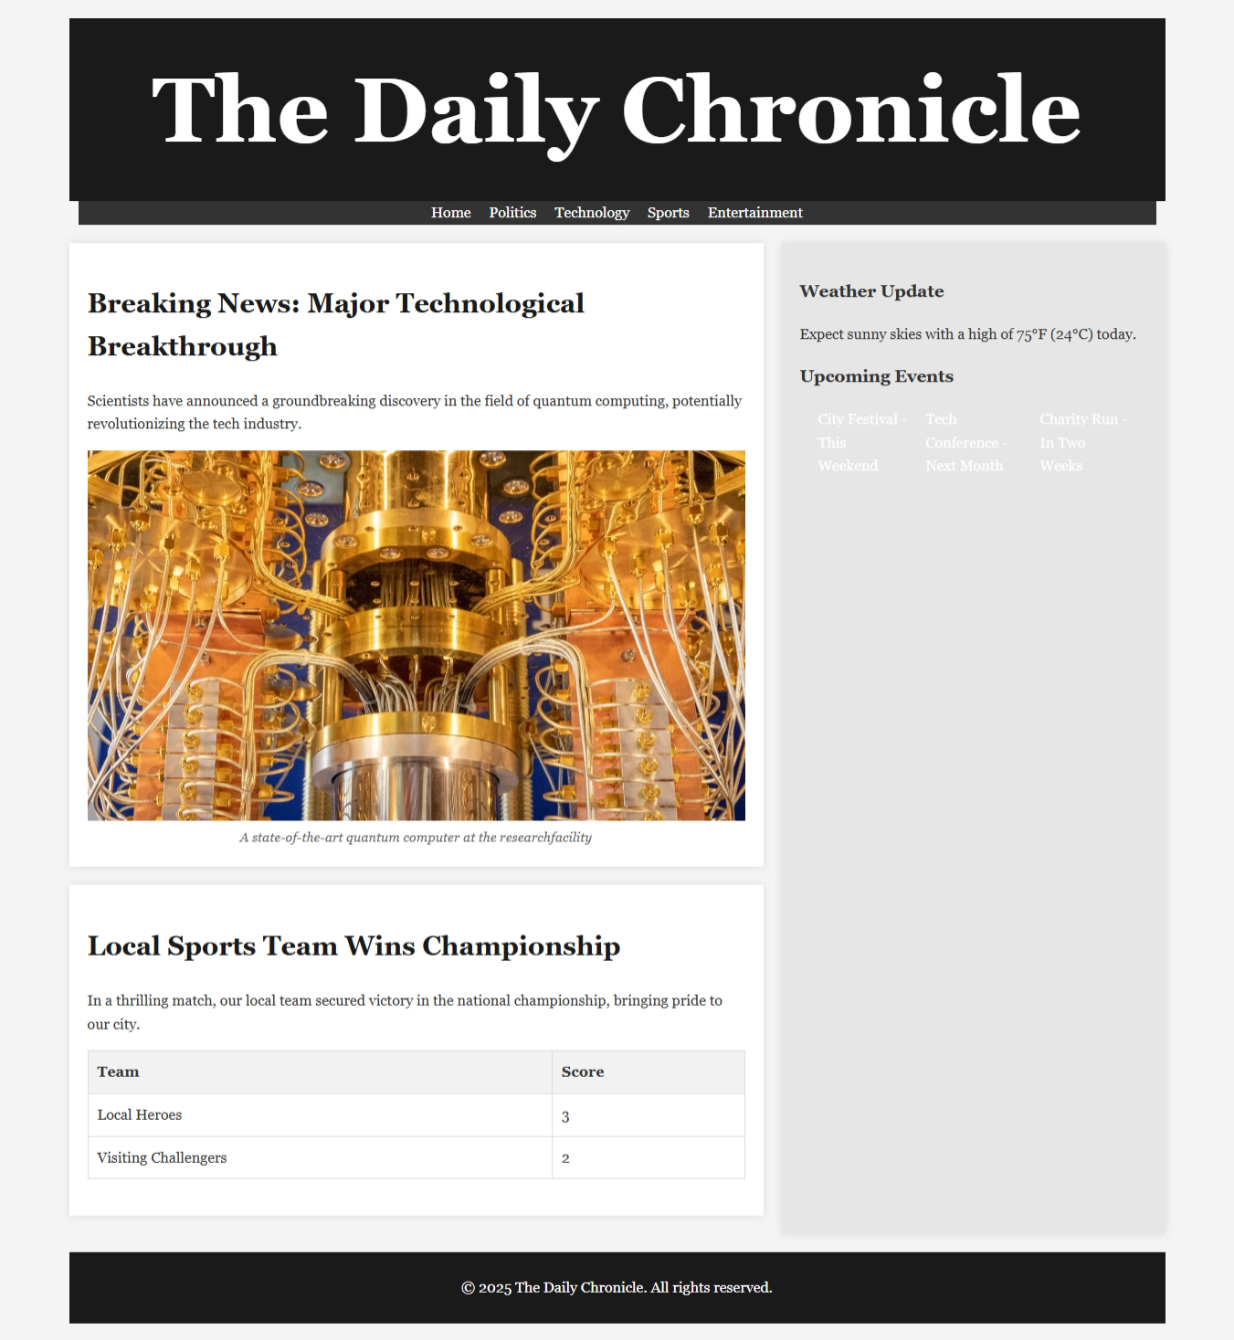 The Daily Chronicle
Home Politics Technology Sports Entertainment
Breaking News: Major Technological
Breakthrough
Scientists have announced a groundbreaking discovery in the field of quantum computing, potentially
revolutionizing the tech industry.
A state-of-the-art quantum computer at the researchfacility
Local Sports Team Wins Championship
In a thrilling match, our local team secured victory in the national championship, bringing pride to
our city.
Team Score
Local Heroes 3
Visiting Challengers 2
Weather Update
Expect sunny skies with a high of 75°F (24°C) today.
Upcoming Events
City Festival -
This
Weekend
Tech
Conference -
Next Month
Charity Run -
In Two
Weeks
© 2025 The Daily Chronicle. All rights reserved.